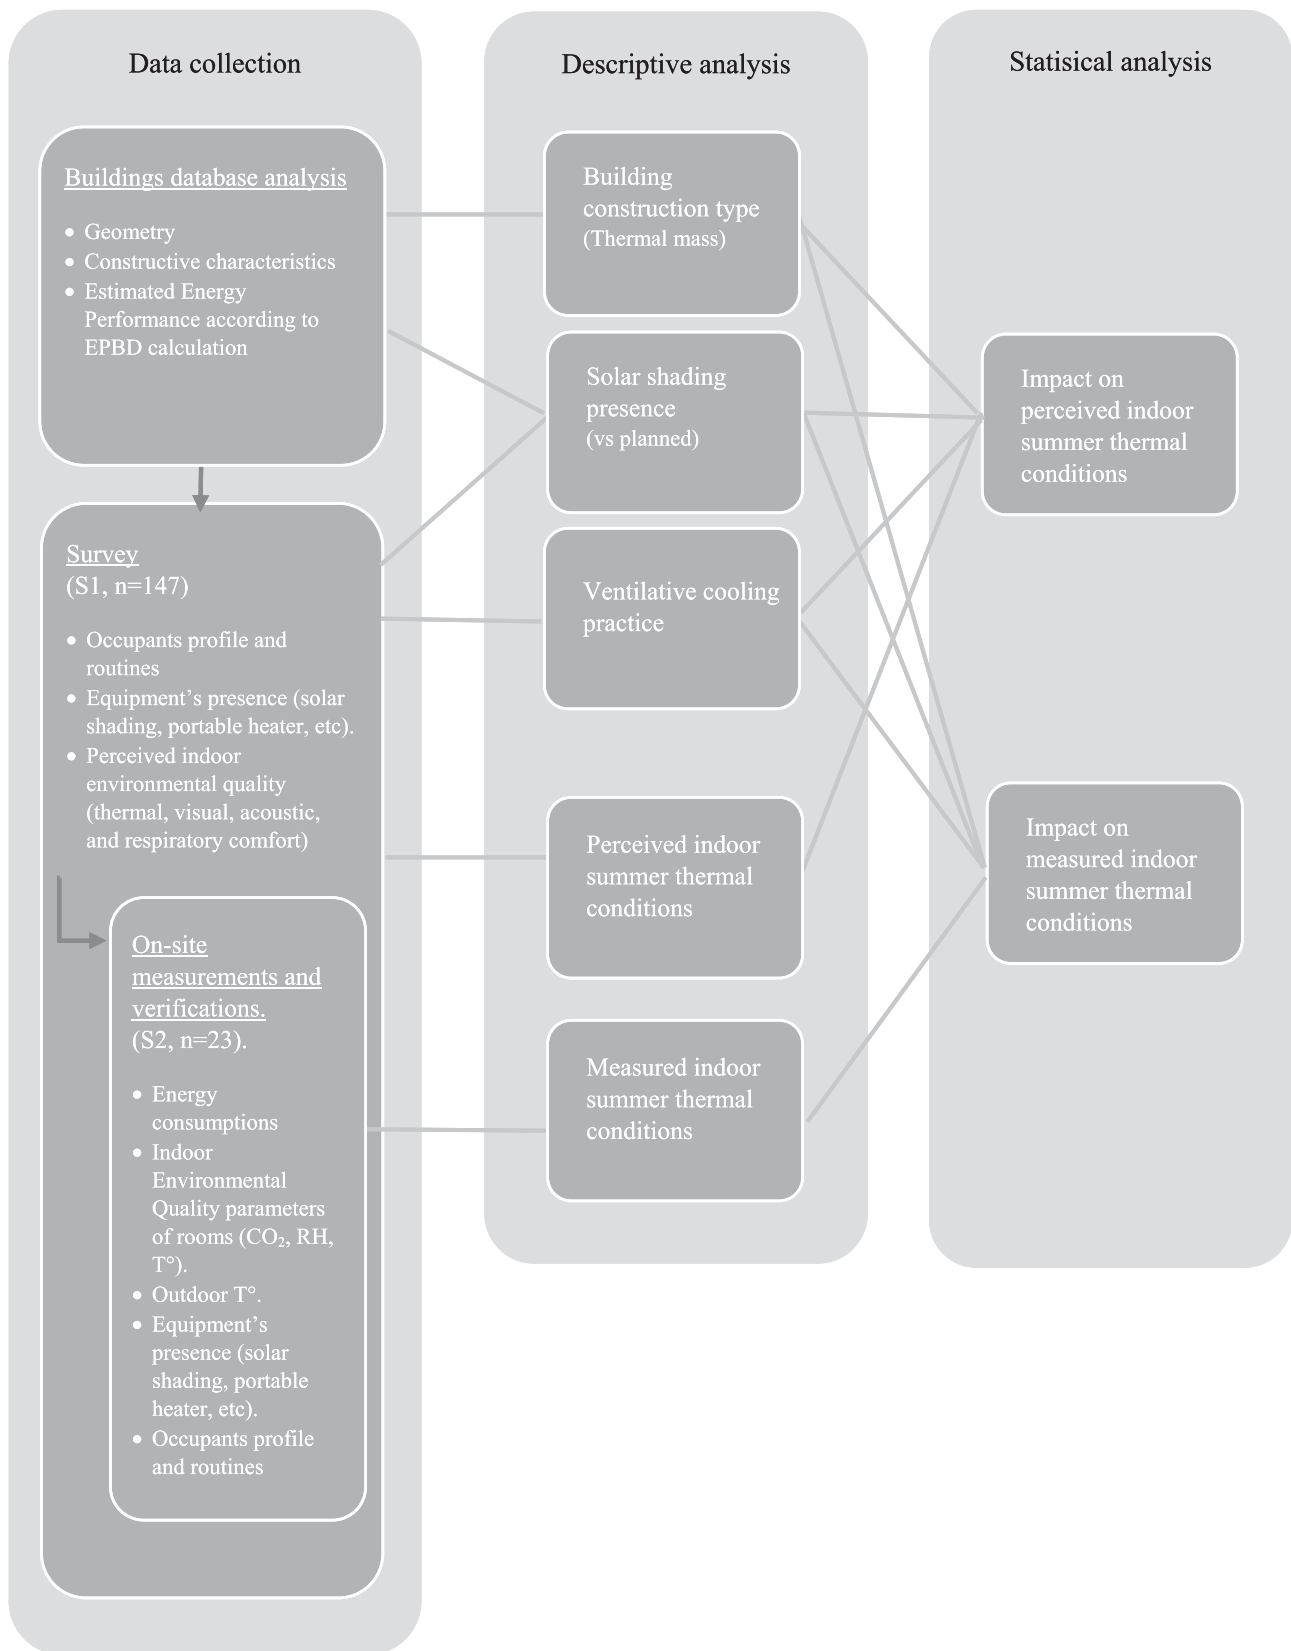 Data collection
Buildings database analysis
• Geometry
• Constructive characteristics
• Estimated Energy
Performance according to
EPBD calculation
Survey
(S1, n=147)
• Occupants profile and
routines
• Equipment’s presence (solar
shading, portable heater, etc).
• Perceived indoor
environmental quality
(thermal, visual, acoustic,
and respiratory comfort)
On-site
measurements and
verifications.
(S2, n=23).
• Energy
consumptions
• Indoor
Environmental
Quality parameters
of rooms (CO₂, RH,
T°).
• Outdoor T°.
• Equipment’s
presence (solar
shading, portable
heater, etc).
• Occupants profile
and routines
Descriptive analysis
Building
construction type
(Thermal mass)
Solar shading
presence
(vs planned)
Ventilative cooling
practice
Perceived indoor
summer thermal
conditions
Measured indoor
summer thermal
conditions
Statisical analysis
Impact on
perceived indoor
summer thermal
conditions
Impact on
measured indoor
summer thermal
conditions